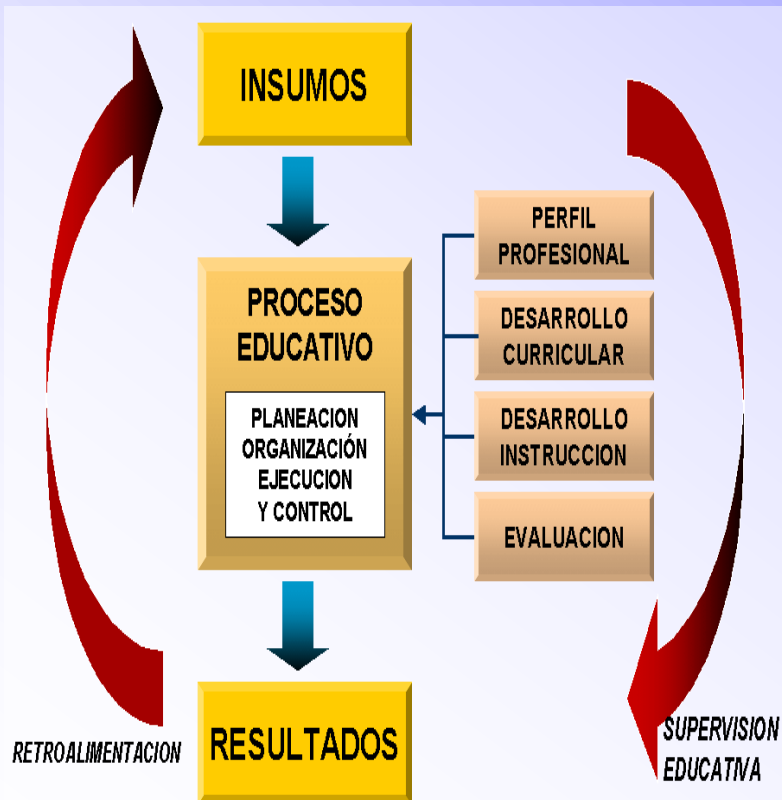 INSUMOS
PROCESO
EDUCATIVO
PLANEACION
ORGANIZACIÓN
EJECUCION
Y CONTROL
PERFIL
PROFESIONAL
DESARROLLO
CURRICULAR
DESARROLLO
INSTRUCCION
EVALUACION
RETROALIMENTACION
RESULTADOS
SUPERVISION
EDUCATIVA